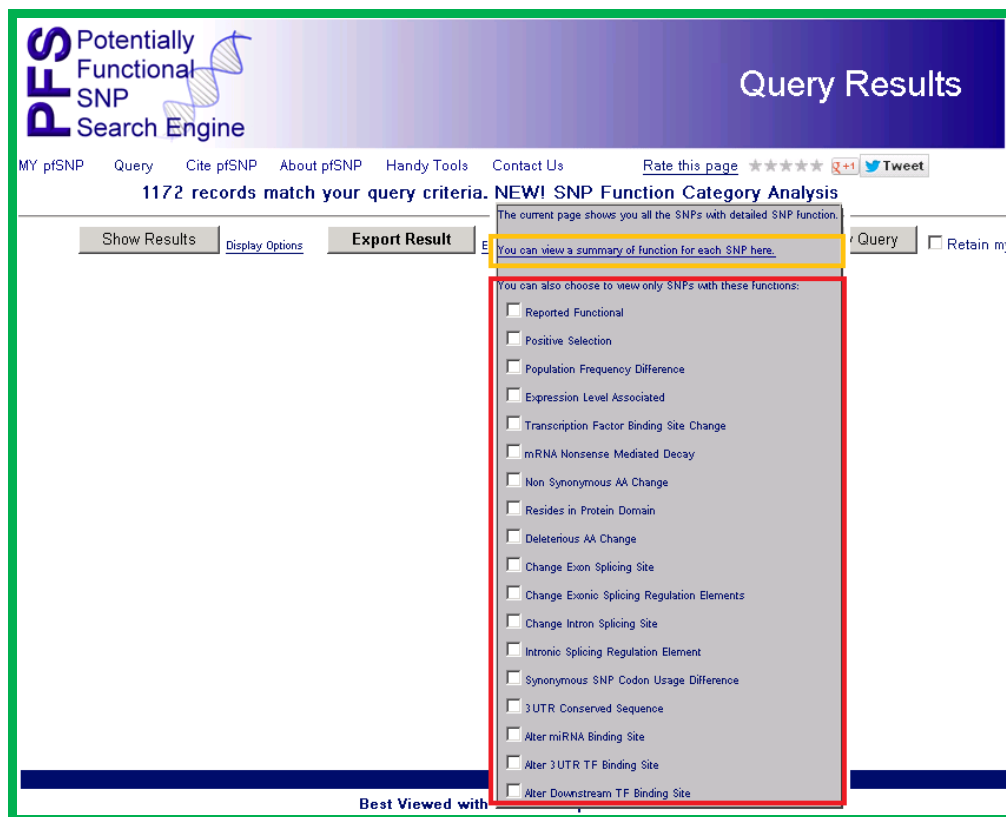 PFS
Potentially
Functional
SNP
Search Engine
Query Results
MY pfSNP Query Cite pfSNP About pfSNP Handy Tools Contact Us Rate this page g+1 Tweet
1172 records match your query criteria. NEW! SNP Function Category Analysis
The current page shows you all the SNPs with detailed SNP function.
Show Results Display Options Export Result E Query Retain my
You can view a summary of function for each SNP here.
You can also choose to view only SNPs with these functions:
Reported Functional
Positive Selection
Population Frequency Difference
Expression Level Associated
Transcription Factor Binding Site Change
mRNA Nonsense Mediated Decay
Non Synonymous AA Change
Resides in Protein Domain
Deleterious AA Change
Change Exon Splicing Site
Change Exonic Splicing Regulation Elements
Change Intron Splicing Site
Intronic Splicing Regulation Element
Synonymous SNP Codon Usage Difference
3UTR Conserved Sequence
Alter miRNA Binding Site
Alter 3UTR TF Binding Site
Alter Downstream TF Binding Site
Best Viewed with